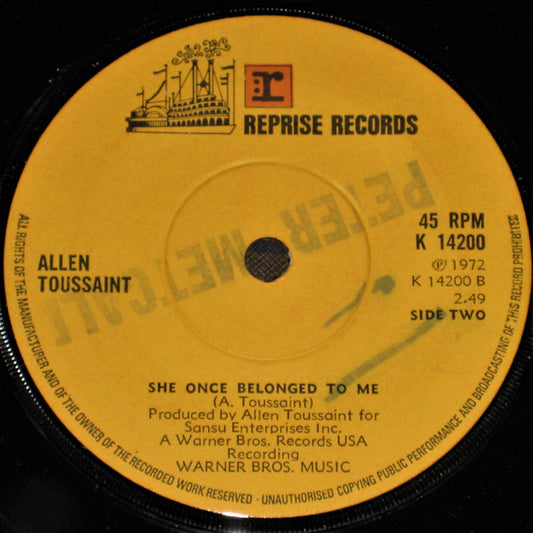 r
REPRISE RECORDS
PETER METCALF
45 RPM
K 14200
ALLEN
TOUSSAINT
℗ 1972
K 14200 B
2.49
SIDE TWO
SHE ONCE BELONGED TO ME
(A. Toussaint)
Produced by Allen Toussaint for
Sansu Enterprises Inc.
A Warner Bros. Records USA
Recording
WARNER BROS. MUSIC
ALL RIGHTS OF THE MANUFACTURER AND OF THE OWNER OF THE RECORDED WORK RESERVED - UNAUTHORISED COPYING PUBLIC PERFORMANCE AND BROADCASTING OF THIS RECORD PROHIBITED